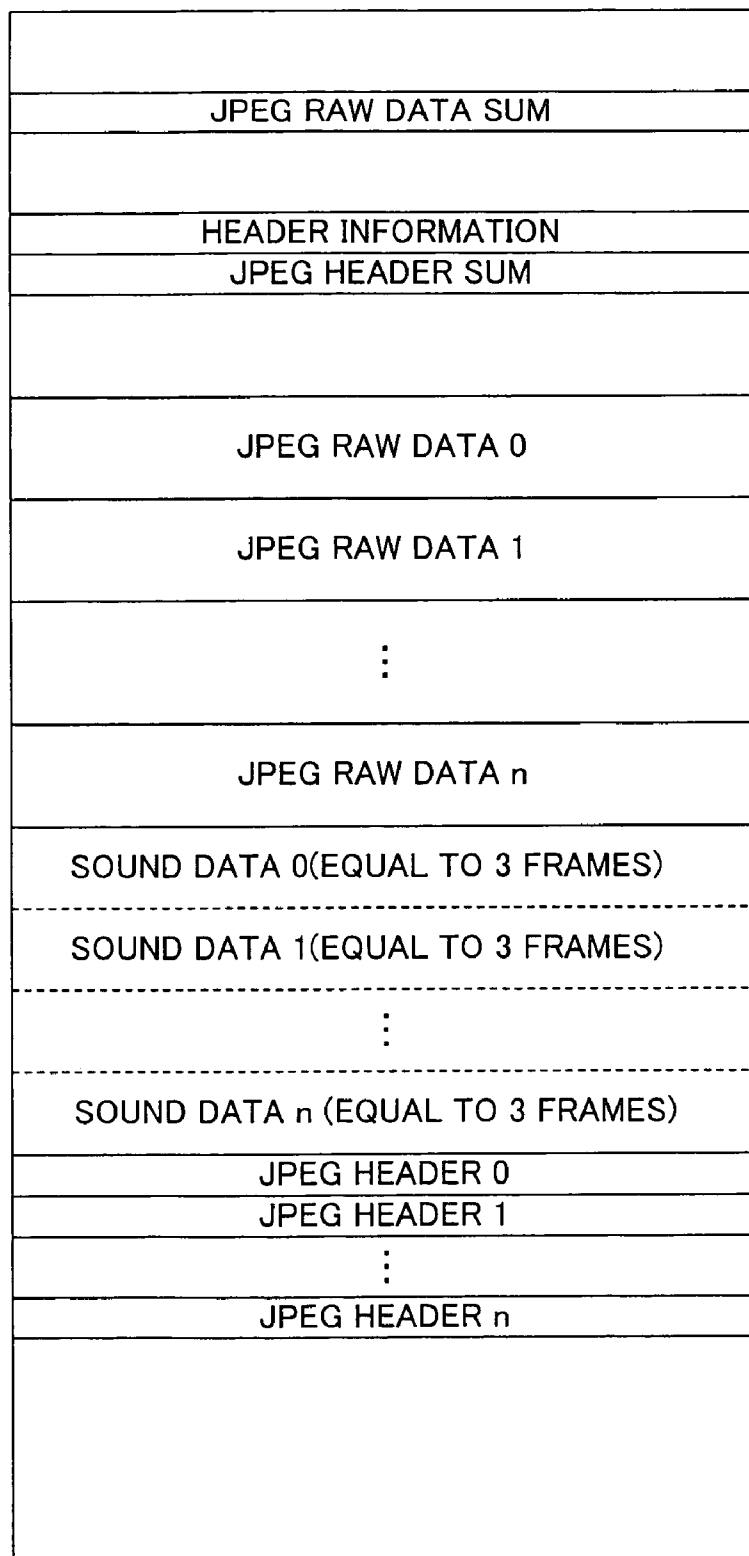 JPEG RAW DATA SUM
HEADER INFORMATION
JPEG HEADER SUM
JPEG RAW DATA 0
JPEG RAW DATA 1
⋮
JPEG RAW DATA n
SOUND DATA 0(EQUAL TO 3 FRAMES)
SOUND DATA 1(EQUAL TO 3 FRAMES)
⋮
SOUND DATA n (EQUAL TO 3 FRAMES)
JPEG HEADER 0
JPEG HEADER 1
⋮
JPEG HEADER n